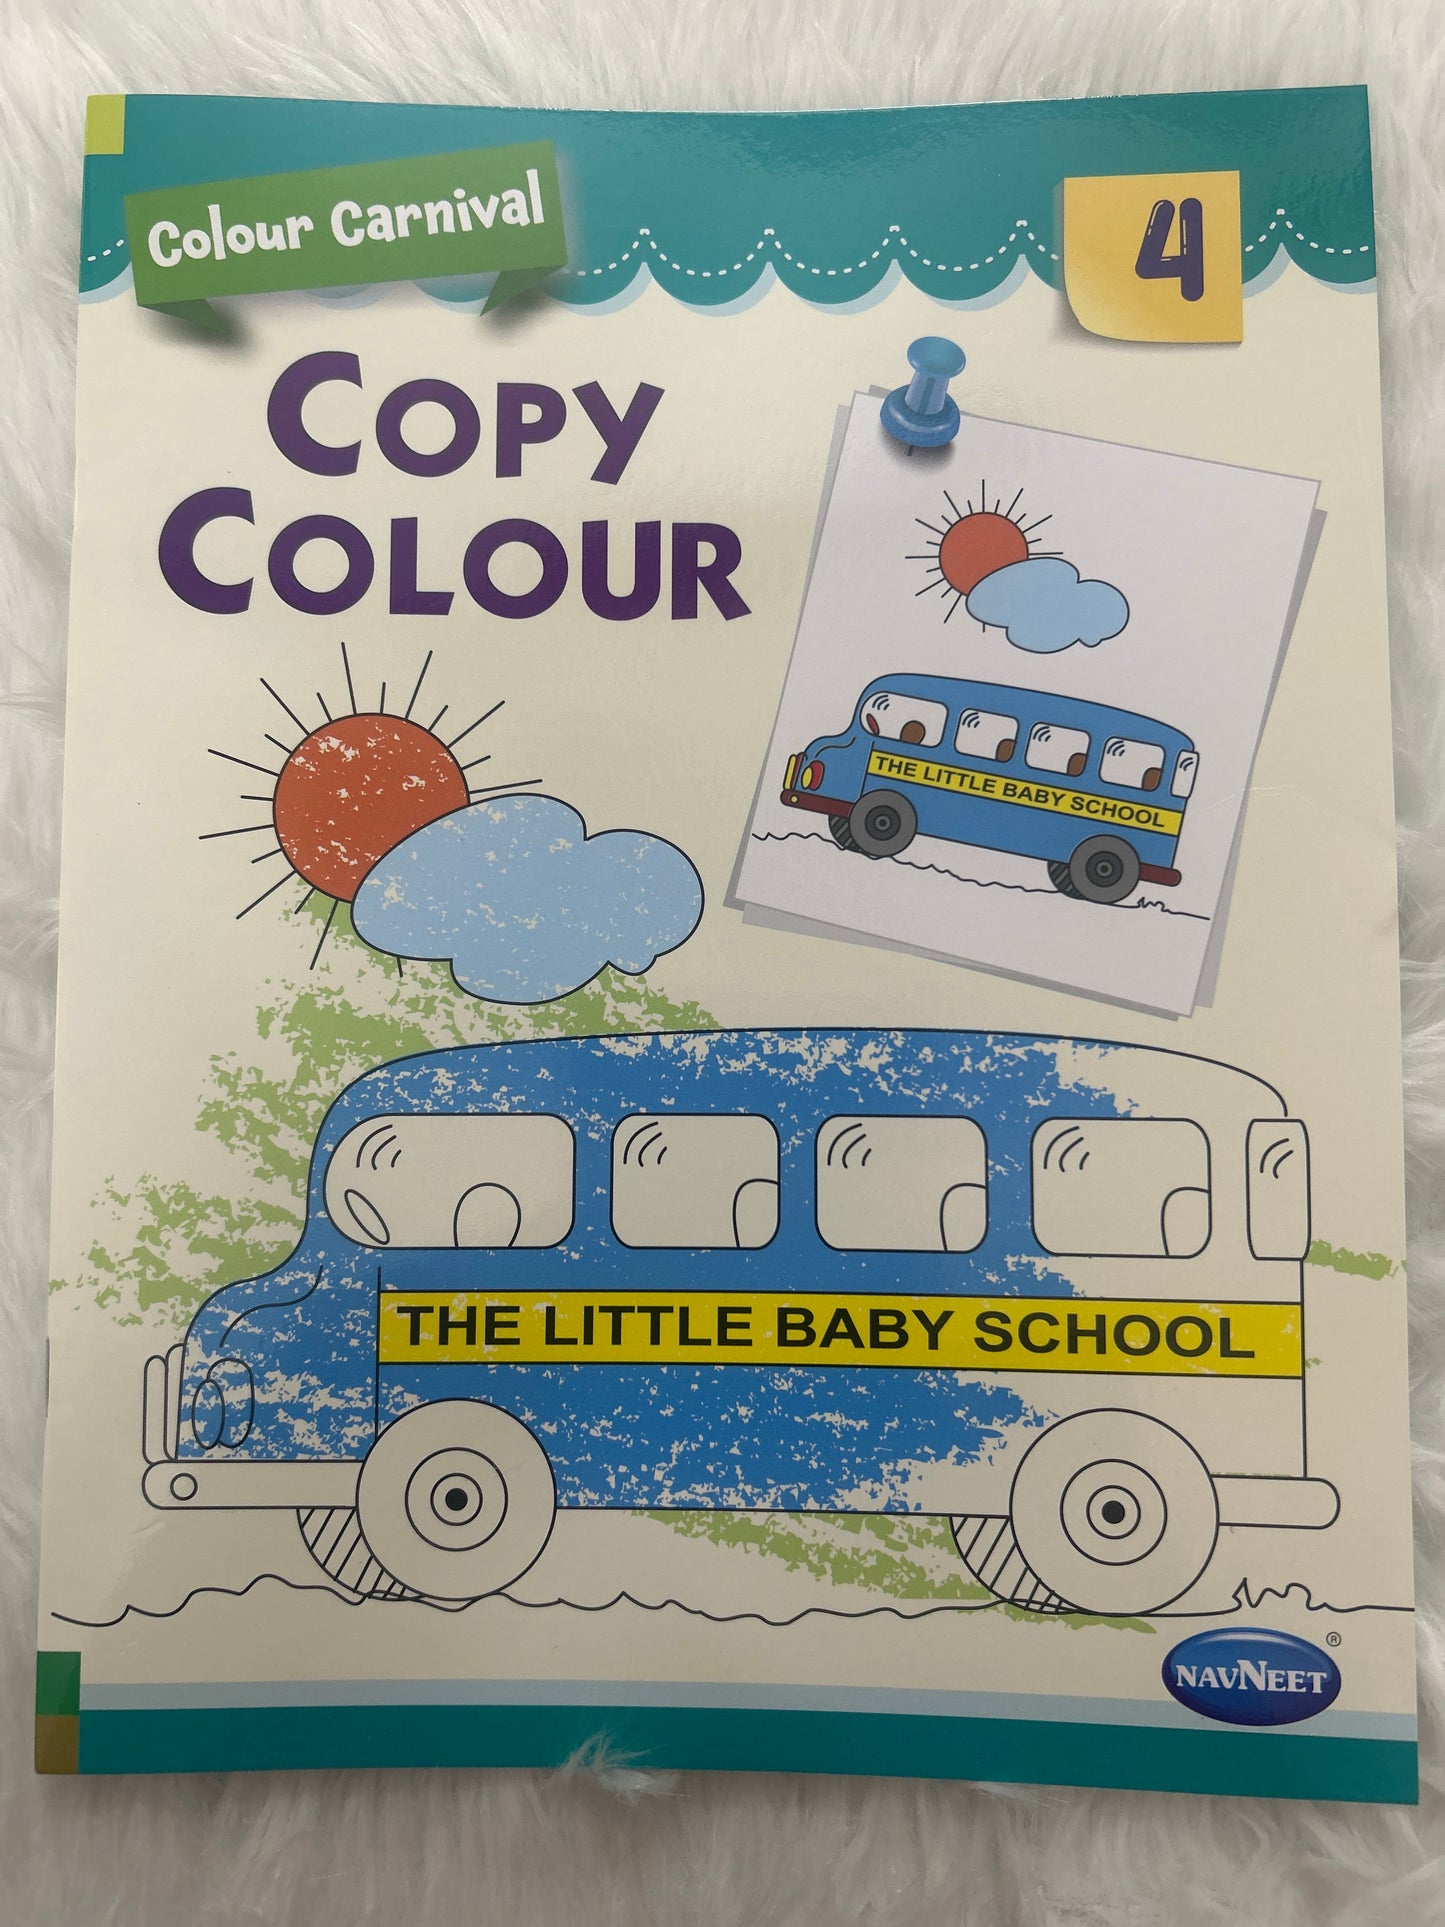 Colour Carnival
4
COPY
COLOUR
THE LITTLE BABY SCHOOL
THE LITTLE BABY SCHOOL
NAVNEET ®